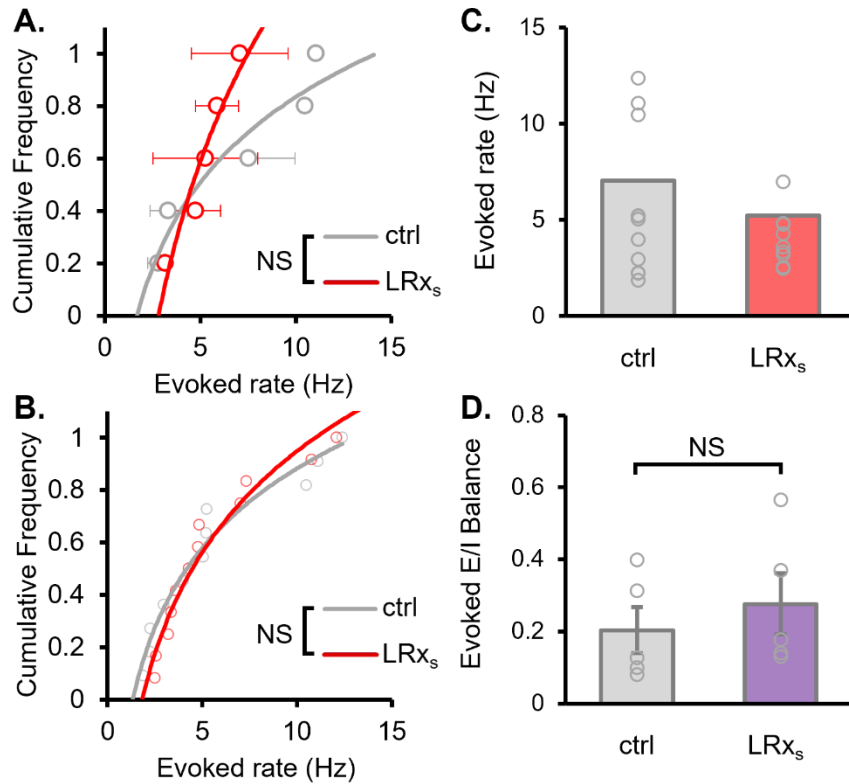 A.
Cumulative Frequency
1
0.8
0.6
0.4
0.2
0
0
5
10
15
Evoked rate (Hz)
NS
ctrl
LRxₛ
B.
Cumulative Frequency
1
0.8
0.6
0.4
0.2
0
0
5
10
15
Evoked rate (Hz)
NS
ctrl
LRxₛ
C.
Evoked rate (Hz)
15
10
5
0
ctrl
LRxₛ
D.
Evoked E/I Balance
0.8
0.6
0.4
0.2
0
NS
ctrl
LRxₛ